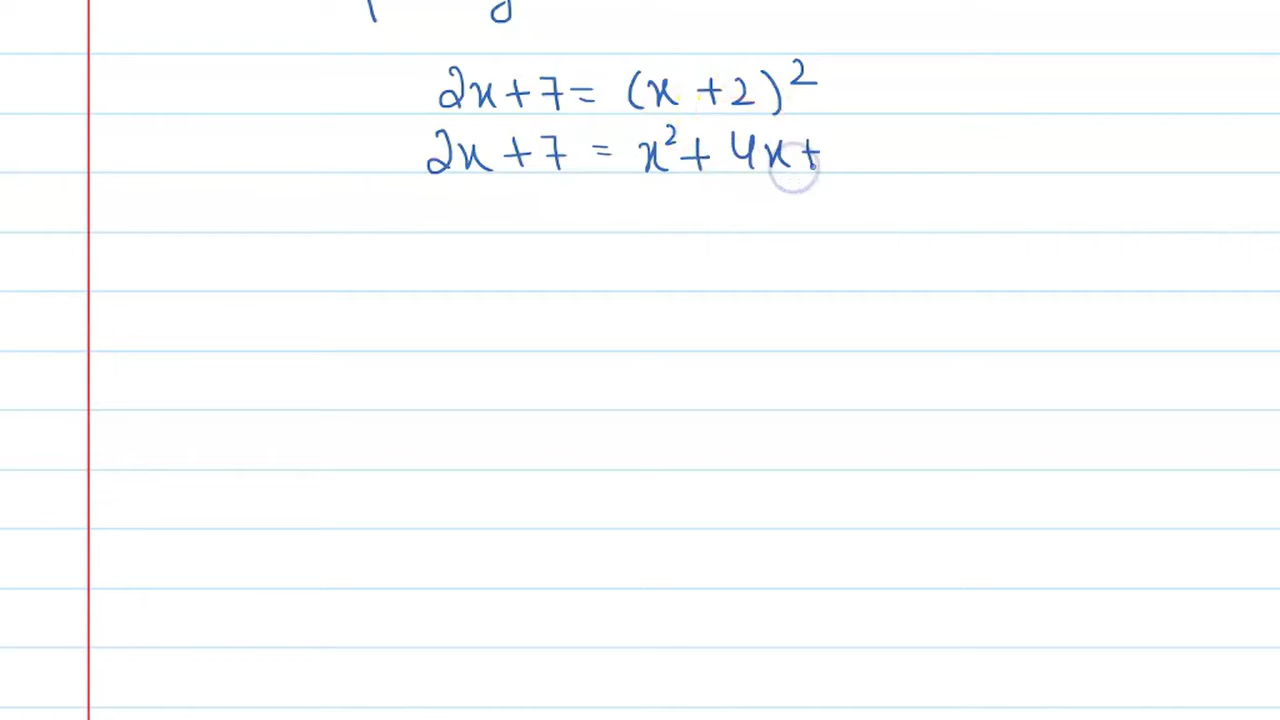 2x+7= (x+2)²
2x+7 = x²+4x+